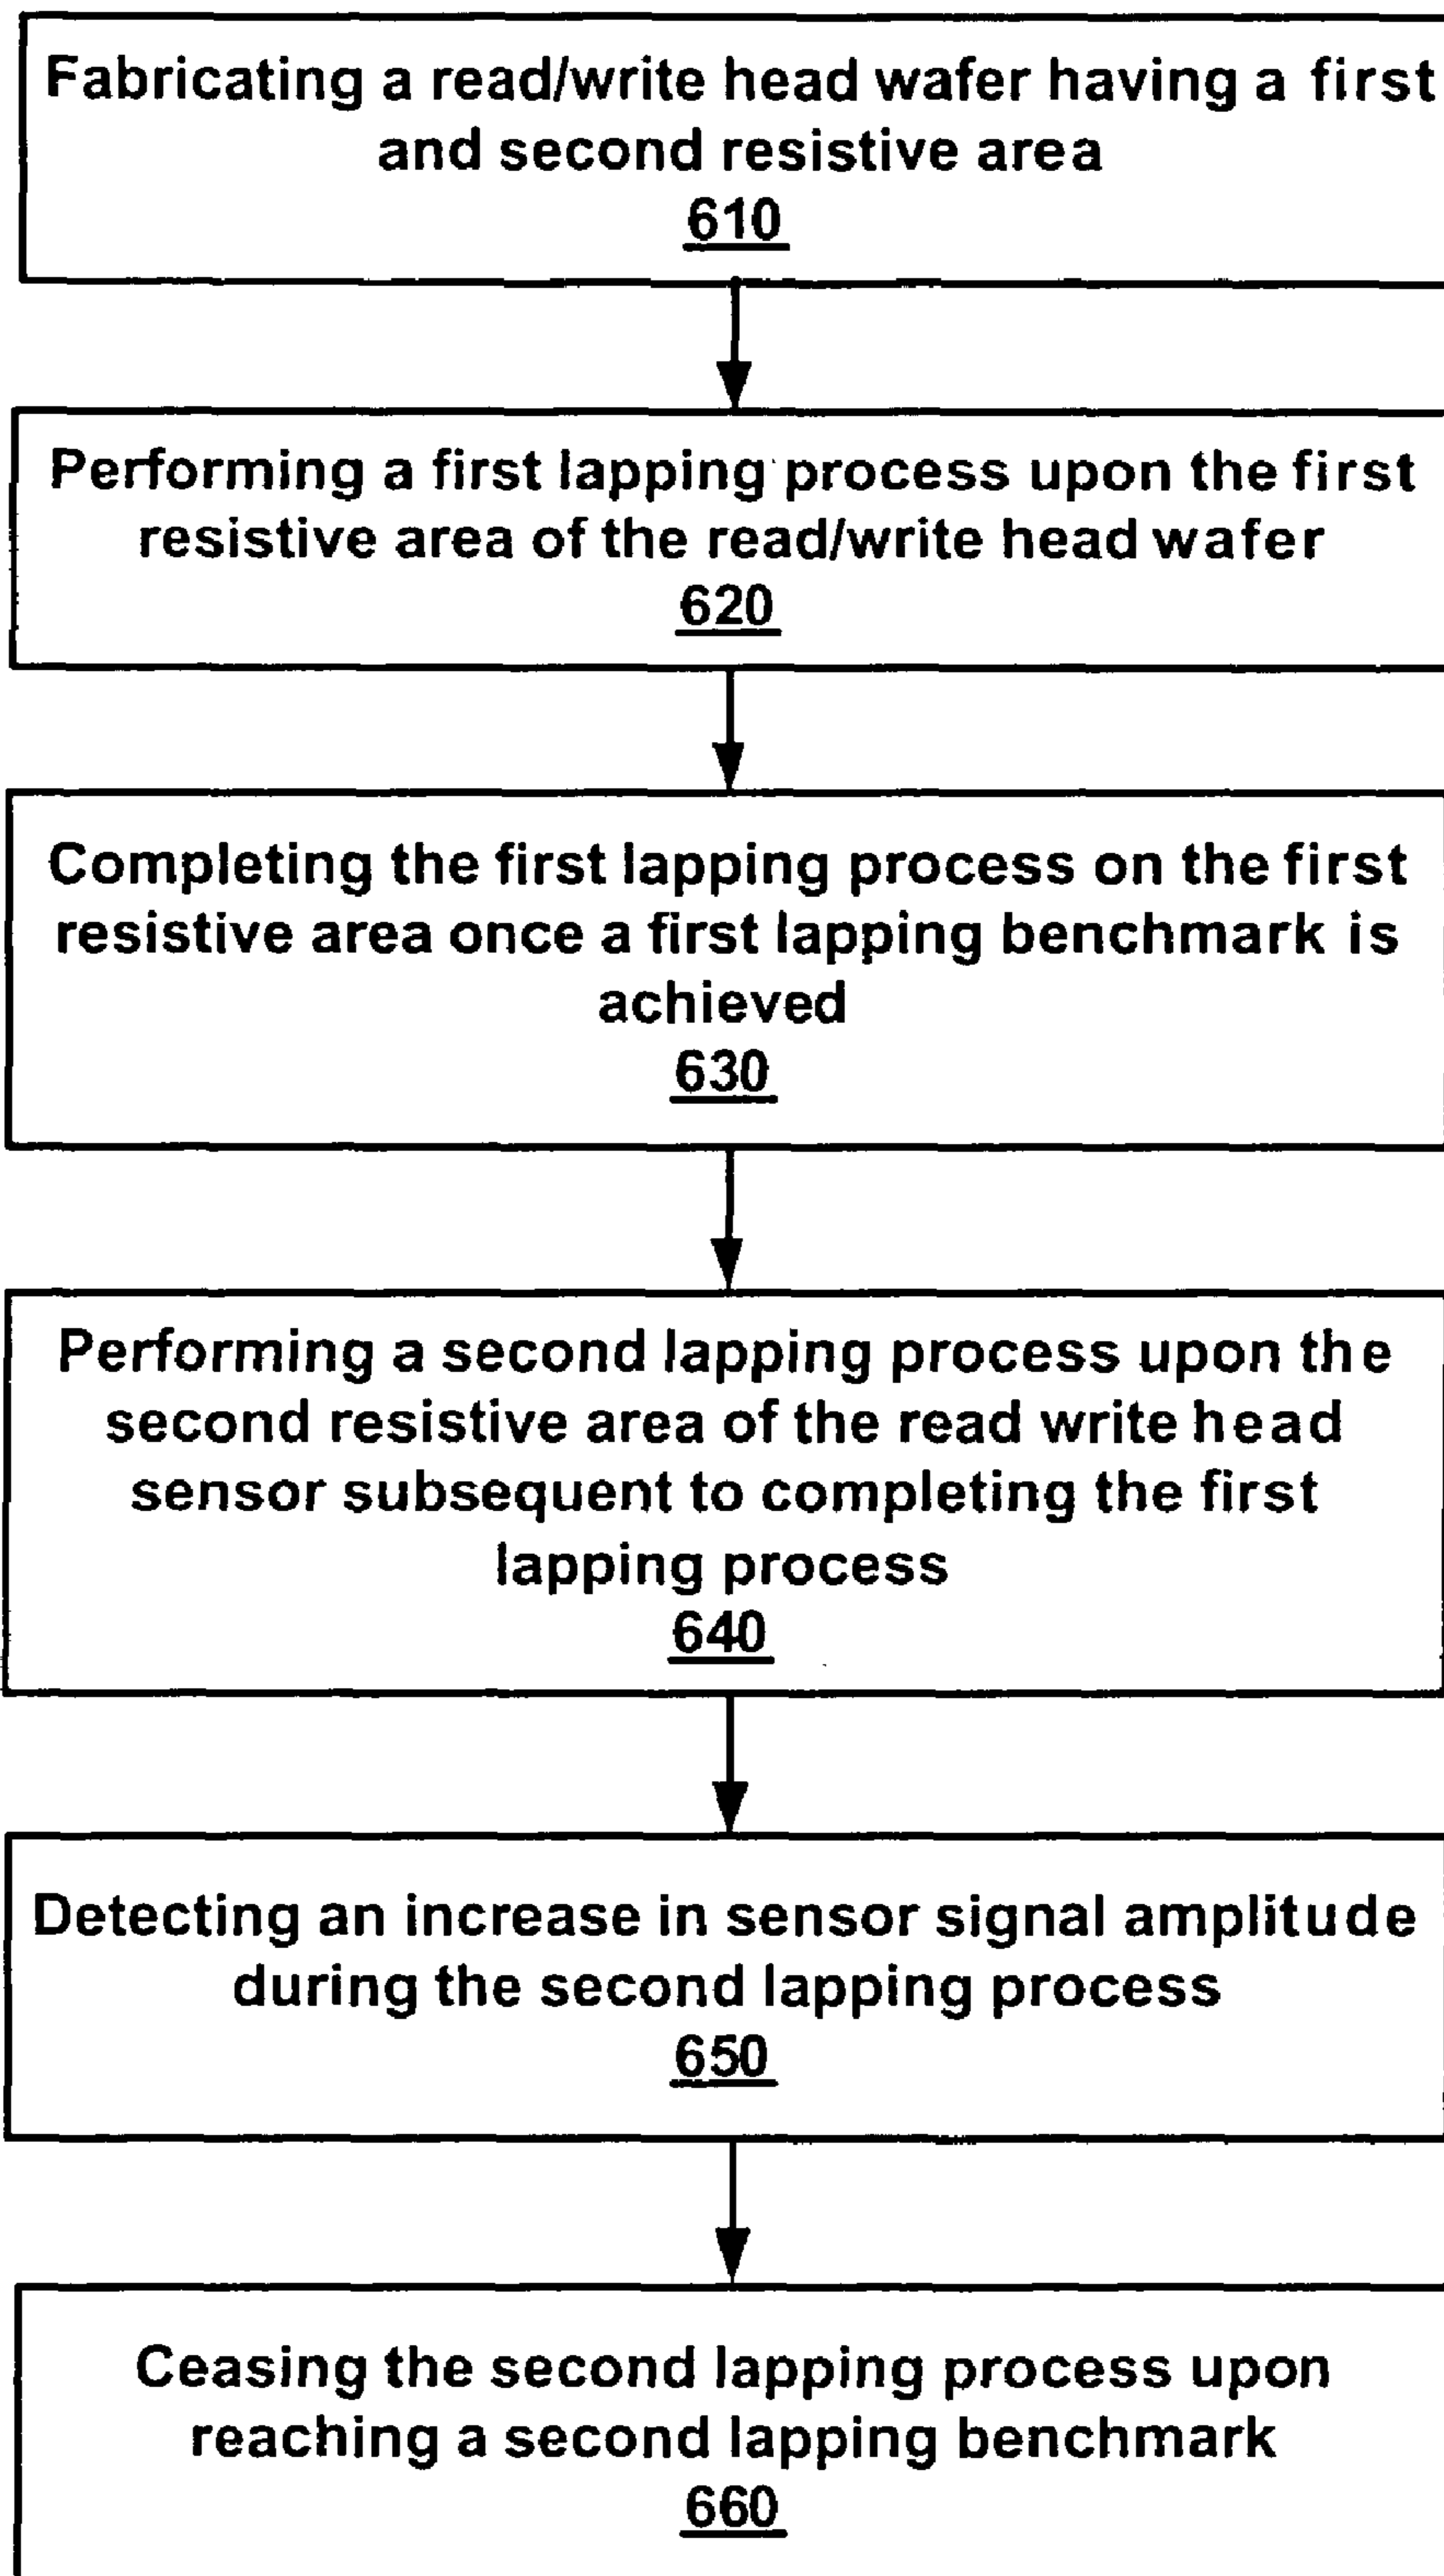 Fabricating a read/write head wafer having a first
and second resistive area
610
Performing a first lapping process upon the first
resistive area of the read/write head wafer
620
Completing the first lapping process on the first
resistive area once a first lapping benchmark is
achieved
630
Performing a second lapping process upon the
second resistive area of the read write head
sensor subsequent to completing the first
lapping process
640
Detecting an increase in sensor signal amplitude
during the second lapping process
650
Ceasing the second lapping process upon
reaching a second lapping benchmark
660